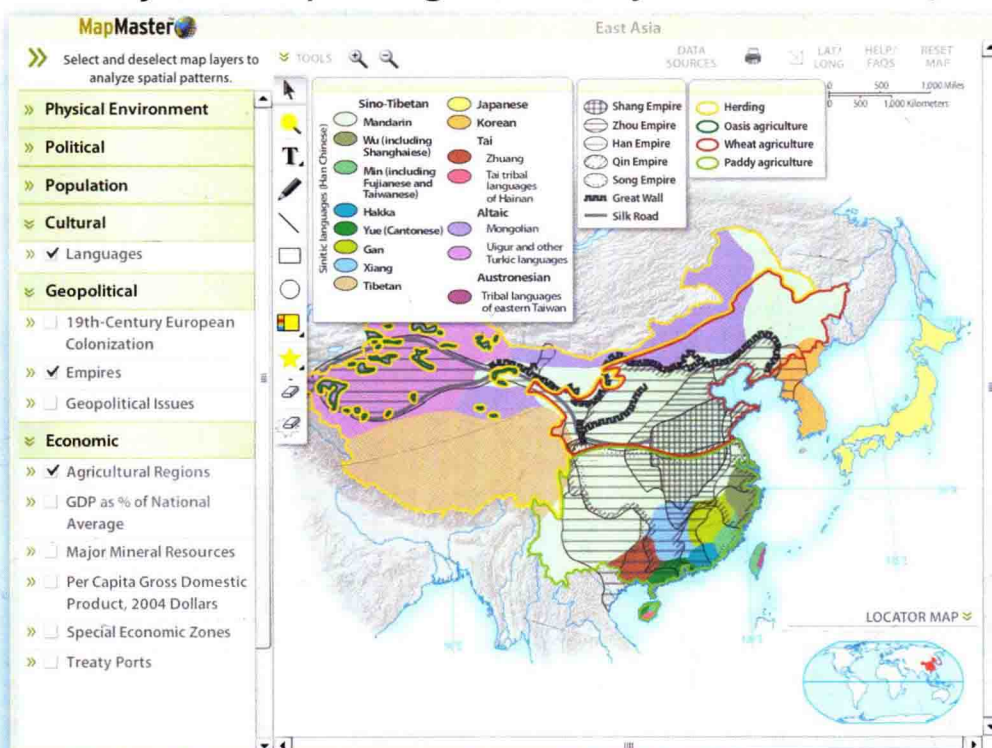 MapMaster
East Asia
Select and deselect map layers to
analyze spatial patterns.
TOOLS
DATA
SOURCES
LAT/
LONG
HELP/
FAQS
RESET
MAP
Physical Environment
Political
Population
Cultural
Languages
Geopolitical
19th-Century European
Colonization
Empires
Geopolitical Issues
Economic
Agricultural Regions
GDP as % of National
Average
Major Mineral Resources
Per Capita Gross Domestic
Product, 2004 Dollars
Special Economic Zones
Treaty Ports
T
Sinitic languages (Han Chinese)
Sino-Tibetan
Mandarin
Wu (including
Shanghaiese)
Min (including
Fujianese and
Taiwanese)
Hakka
Yue (Cantonese)
Gan
Xiang
Tibetan
Japanese
Korean
Tai
Zhuang
Tai tribal
languages
of Hainan
Altaic
Mongolian
Uigur and other
Turkic languages
Austronesian
Tribal languages
of eastern Taiwan
Shang Empire
Zhou Empire
Han Empire
Qin Empire
Song Empire
Great Wall
Silk Road
Herding
Oasis agriculture
Wheat agriculture
Paddy agriculture
0 500 1,000 Miles
0 500 1,000 Kilometers
LOCATOR MAP